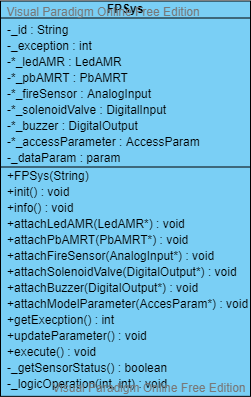 Visual Paradigm Online Free Edition
FPSys
-_id : String
-_exception : int
-*_ledAMR : LedAMR
-*_pbAMRT : PbAMRT
-*_fireSensor : AnalogInput
-*_solenoidValve : DigitalInput
-*_buzzer : DigitalOutput
-*_accessParameter : AccessParam
-_dataParam : param
+FPSys(String)
+init() : void
+info() : void
+attachLedAMR(LedAMR*) : void
+attachPbAMRT(PbAMRT*) : void
+attachFireSensor(AnalogInput*) : void
+attachSolenoidValve(DigitalOutput*) : void
+attachBuzzer(DigitalOutput*) : void
+attachModelParameter(AccesParam*) : void
+getExecption() : int
+updateParameter() : void
+execute() : void
-_getSensorStatus() : boolean
-_logicOperation(int, int) : void
Visual Paradigm Online Free Edition